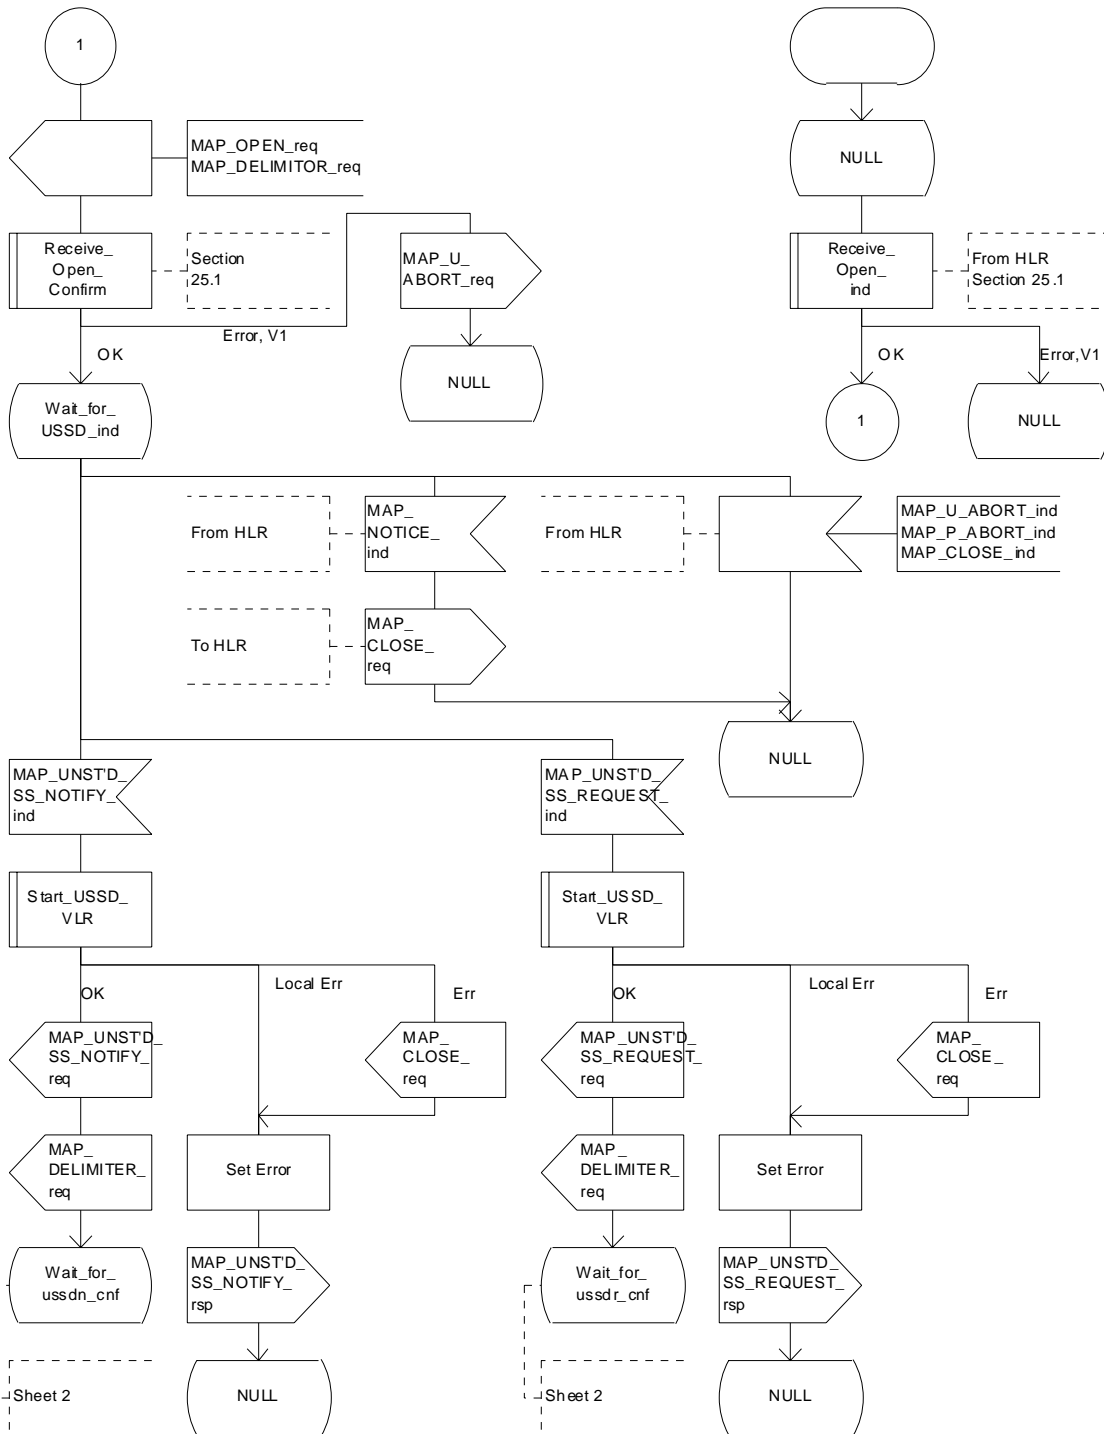 1
MAP_OPEN_req
MAP_DELIMITOR_req
NULL
Receive_
Open_
Confirm
Section
25.1
MAP_U_
ABORT_req
Receive_
Open_
ind
From HLR
Section 25.1
Error, V1
OK
OK
Error,V1
NULL
Wait_for_
USSD_ind
1
NULL
From HLR
MAP_
NOTICE_
ind
From HLR
MAP_U_ABORT_ind
MAP_P_ABORT_ind
MAP_CLOSE_ind
To HLR
MAP_
CLOSE_
req
NULL
MAP_UNST'D_
SS_NOTIFY_
ind
MAP_UNST'D_
SS_REQUEST_
ind
Start_USSD_
VLR
Start_USSD_
VLR
OK
Local Err
Err
OK
Local Err
Err
MAP_UNST'D_
SS_NOTIFY_
req
MAP_
CLOSE_
req
MAP_UNST'D_
SS_REQUEST_
req
MAP_
CLOSE_
req
MAP_
DELIMITER_
req
Set Error
MAP_
DELIMITER_
req
Set Error
Wait_for_
ussdn_cnf
MAP_UNST'D_
SS_NOTIFY_
rsp
Wait_for_
ussdr_cnf
MAP_UNST'D_
SS_REQUEST_
rsp
Sheet 2
NULL
Sheet 2
NULL